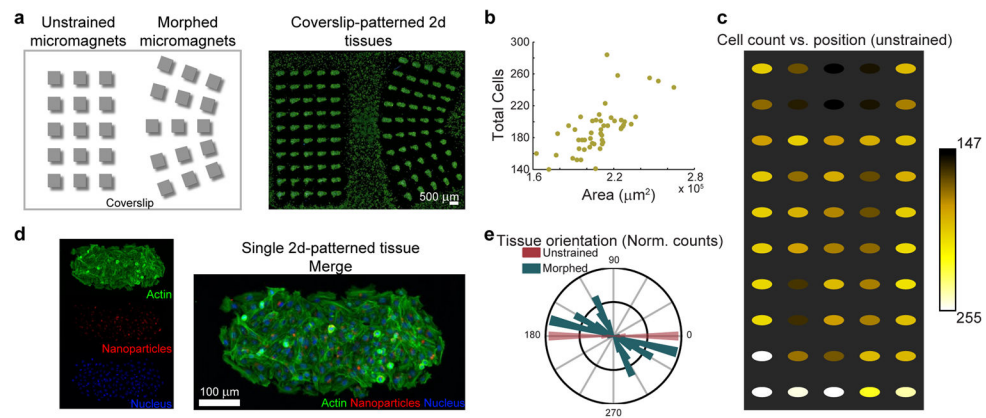 a
Unstrained
micromagnets
Morphed
micromagnets
Coverslip
Coverslip-patterned 2d
tissues
500 μm
b
Total Cells
300
260
220
180
140
1.6
2.2
2.8
x 10⁵
Area (μm²)
c
Cell count vs. position (unstrained)
147
255
d
Actin
Nanoparticles
Nucleus
Single 2d-patterned tissue
Merge
100 μm
Actin Nanoparticles Nucleus
e
Tissue orientation (Norm. counts)
Unstrained
Morphed
90
180
0
270